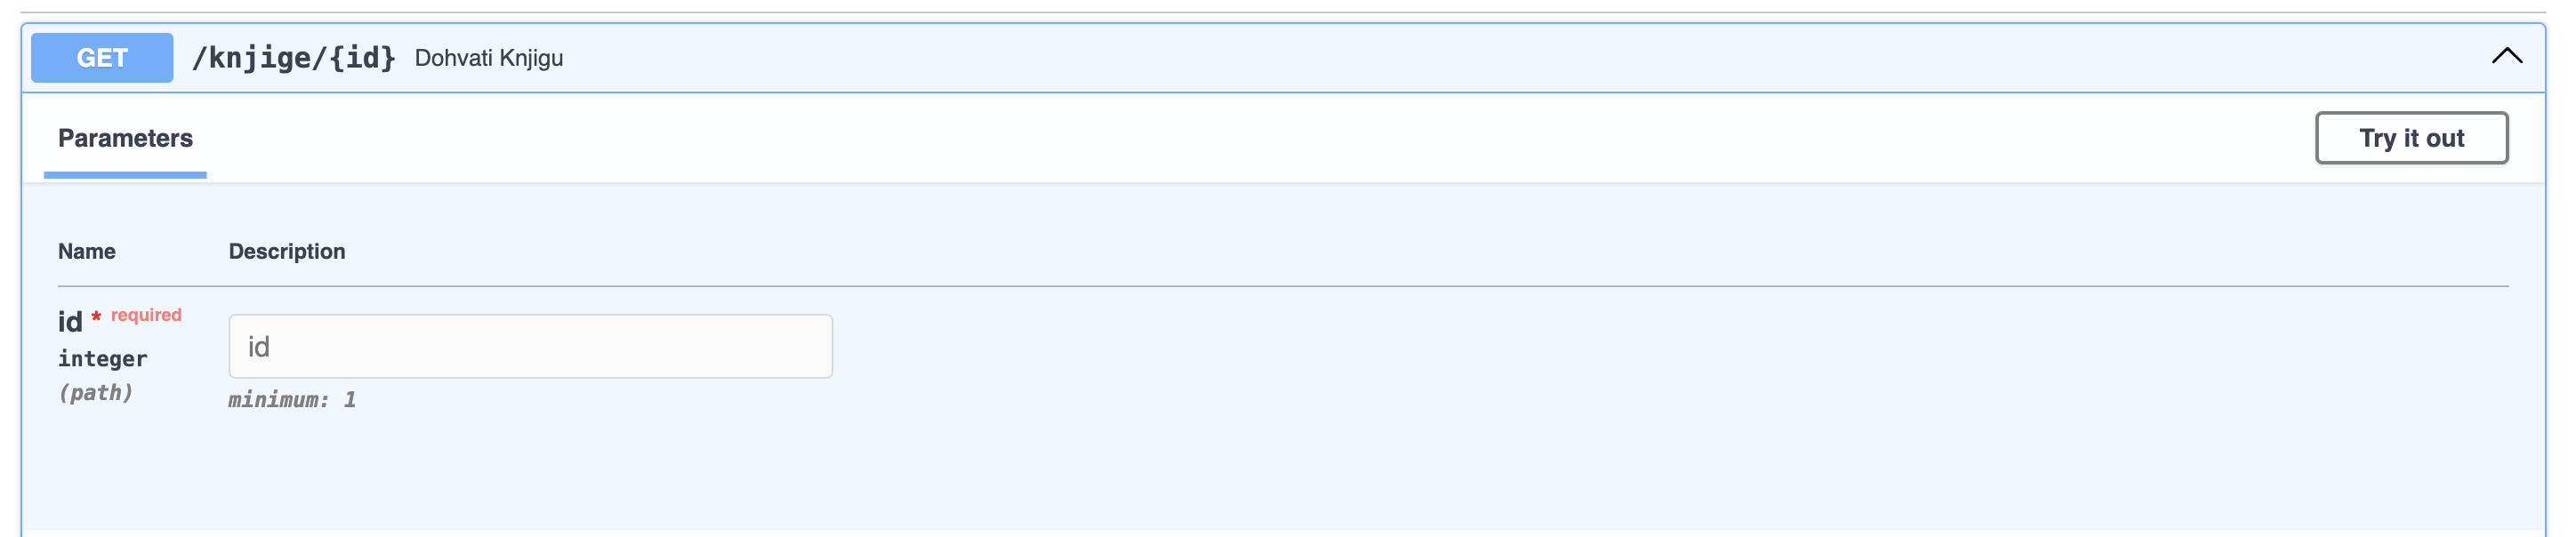 GET /knjige/{id} Dohvati Knjigu
Parameters Try it out
Name Description
id * required
integer
(path)
id
minimum: 1